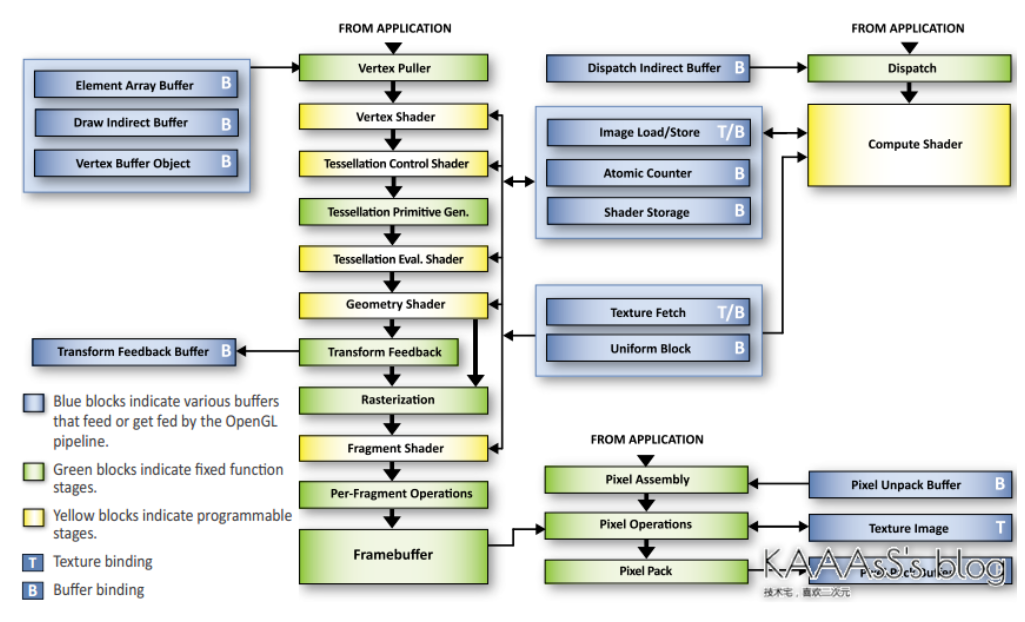 FROM APPLICATION
Vertex Puller
Element Array Buffer B
Draw Indirect Buffer B
Vertex Buffer Object B
Vertex Shader
Tessellation Control Shader
Tessellation Primitive Gen.
Tessellation Eval. Shader
Geometry Shader
Transform Feedback Buffer B
Transform Feedback
Rasterization
Fragment Shader
Per-Fragment Operations
Framebuffer
Blue blocks indicate various buffers
that feed or get fed by the OpenGL
pipeline.
Green blocks indicate fixed function
stages.
Yellow blocks indicate programmable
stages.
T Texture binding
B Buffer binding
FROM APPLICATION
Dispatch Indirect Buffer B
Dispatch
Image Load/Store T/B
Atomic Counter B
Shader Storage B
Compute Shader
Texture Fetch T/B
Uniform Block B
FROM APPLICATION
Pixel Assembly
Pixel Unpack Buffer B
Pixel Operations
Texture Image T
Pixel Pack
Pixel Pack Buffer
KAAAsS's blog
技术宅，喜欢二次元